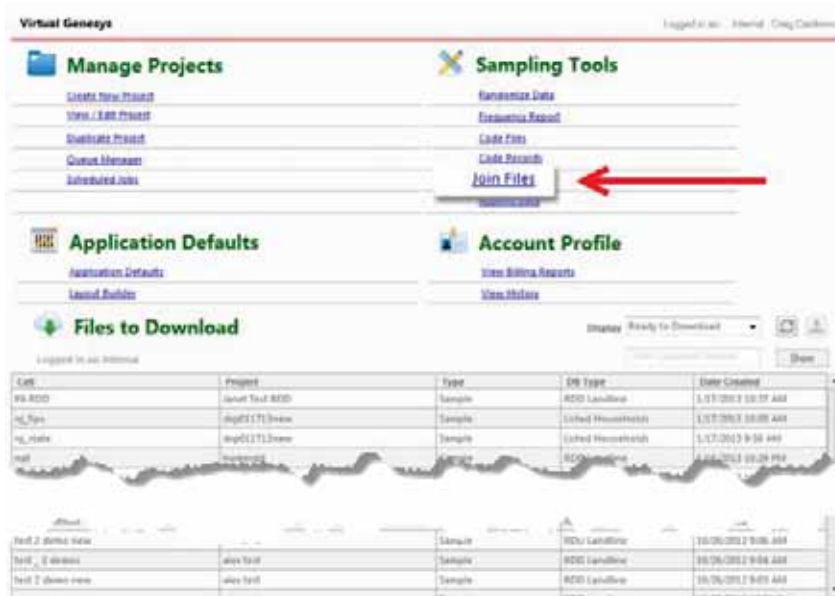 Virtual Genesys
Logged in as: Internal Craig
Manage Projects
Create New Project
View / Edit Project
Duplicate Project
Queue Manager
Scheduled Jobs
Sampling Tools
Randomize Data
Frequency Report
Code Files
Code Records
Join Files
Application Defaults
Application Defaults
Layout Builder
Account Profile
View Billing Reports
View History
Files to Download
Display Ready to Download
Logged in as: Internal
Show
Project Type DB Type Date Created
PA RDD Janet Test RDD Sample RDD Landline 1/17/2013 10:37 AM
nj_fips dvp011713new Sample Listed Households 1/17/2013 10:05 AM
nj_state dvp011713new Sample Listed Households 1/17/2013 9:58 AM
test 2 demo new Sample RDD Landline 10/26/2012 9:06 AM
test _ 2 demos alex test Sample RDD Landline 10/26/2012 9:04 AM
test 2 demo new alex test Sample RDD Landline 10/26/2012 9:03 AM